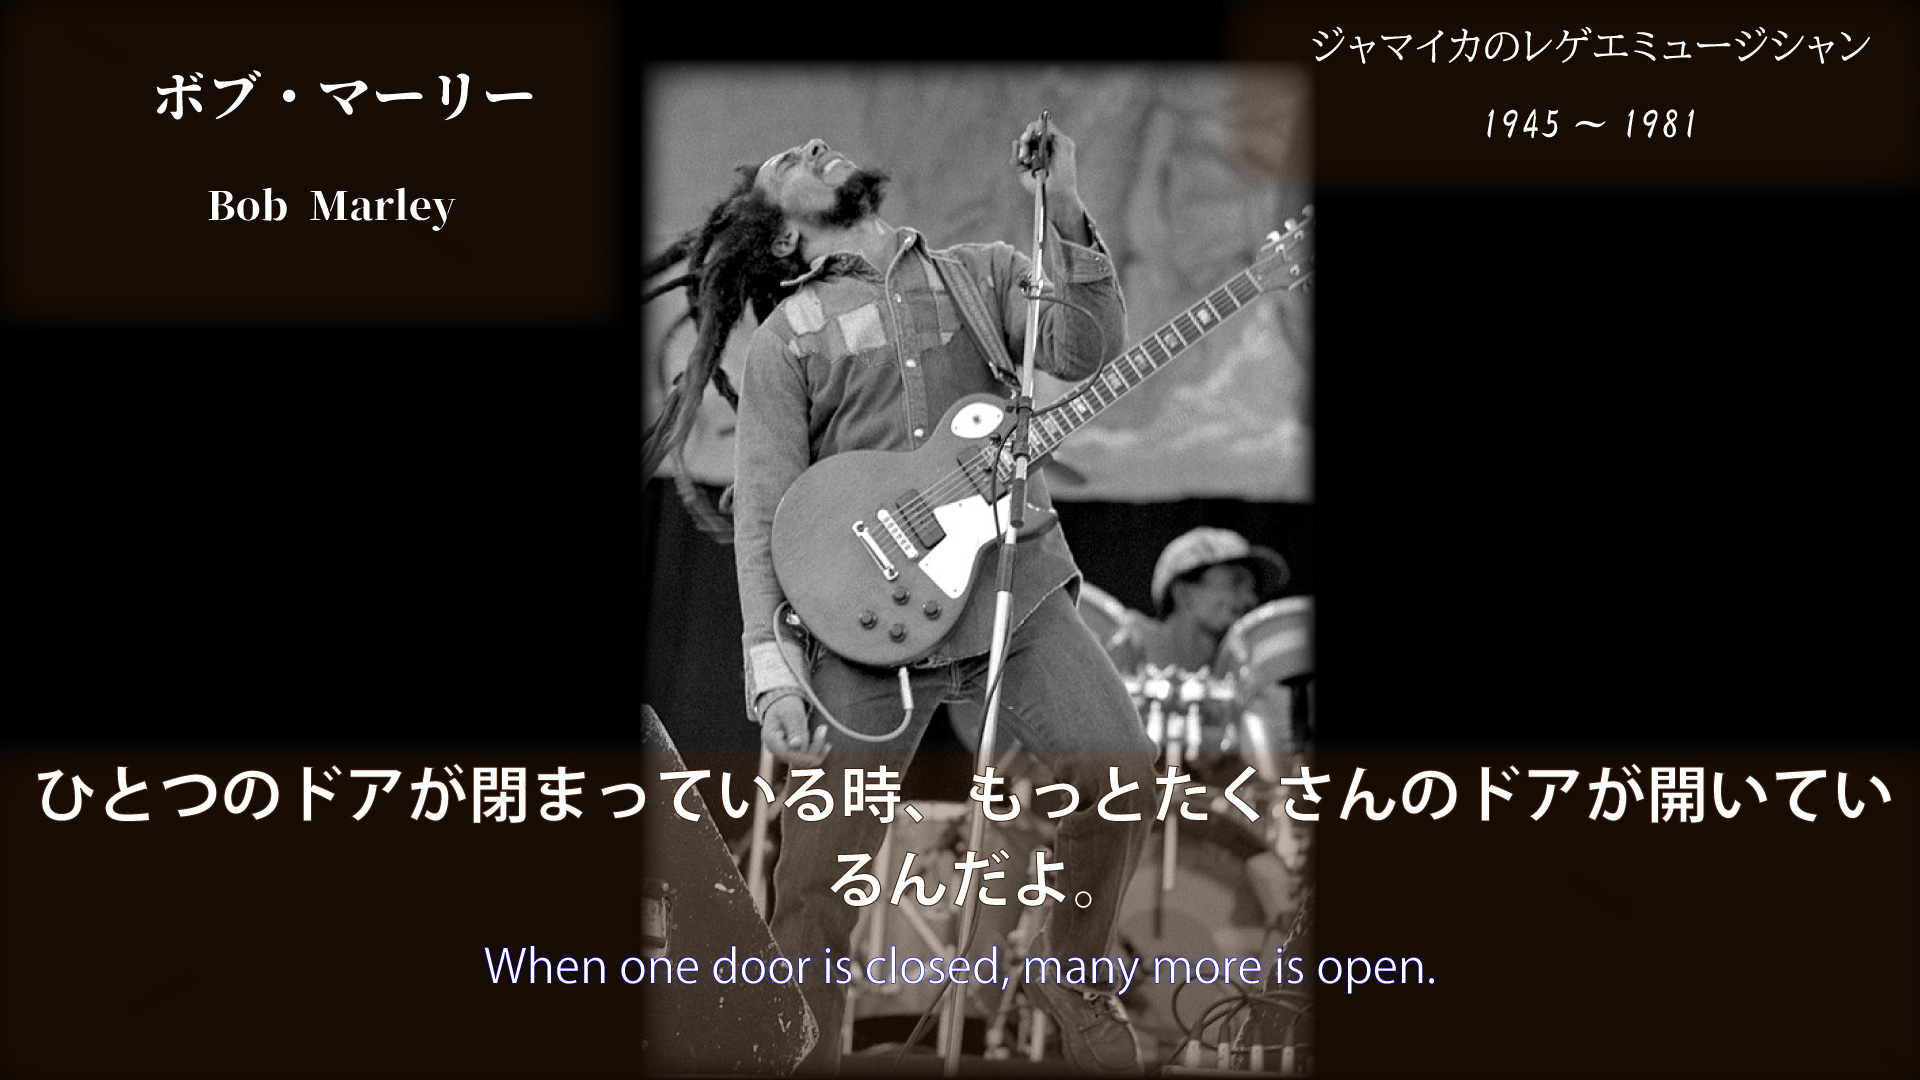 ボブ・マーリー
Bob Marley
ジャマイカのレゲエミュージシャン
1945 ～ 1981
ひとつのドアが閉まっている時、もっとたくさんのドアが開いてい
るんだよ。
When one door is closed, many more is open.